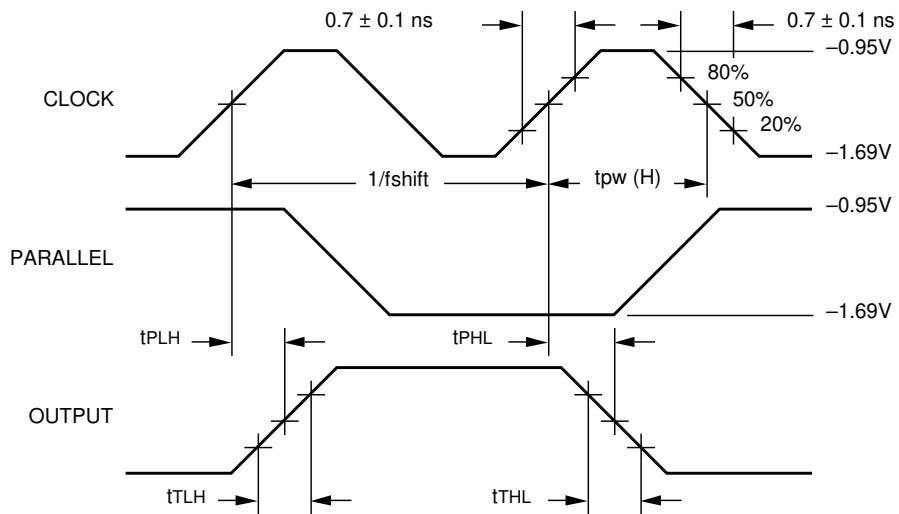 0.7 ± 0.1 ns
0.7 ± 0.1 ns
–0.95V
80%
CLOCK
50%
20%
–1.69V
1/fshift
tpw (H)
–0.95V
PARALLEL
–1.69V
tPLH
tPHL
OUTPUT
tTLH
tTHL